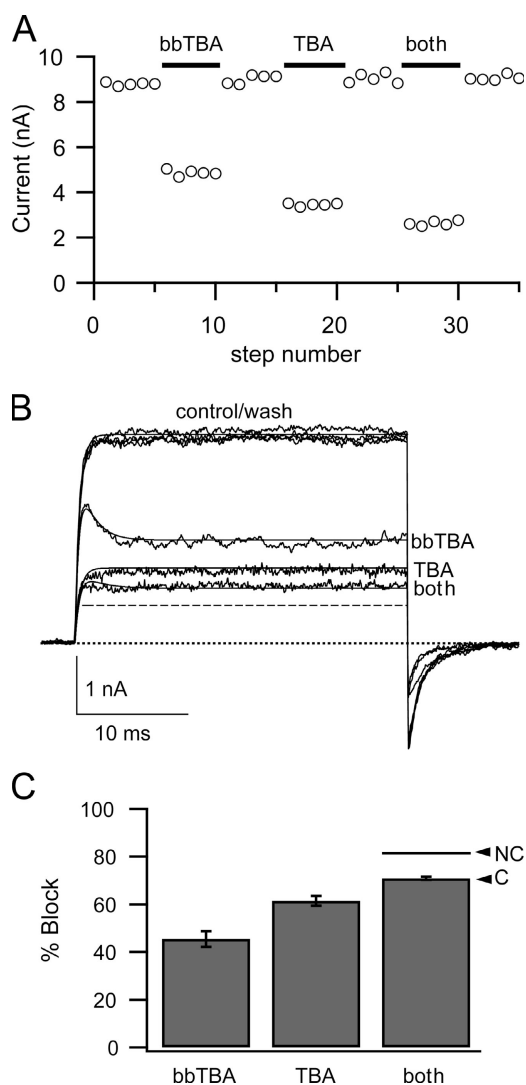 A
bbTBA TBA both
Current (nA)
10
8
6
4
2
0
0 10 20 30
step number
B
control/wash
bbTBA
TBA
both
1 nA
10 ms
C
% Block
100
80
60
40
20
0
NC
C
bbTBA TBA both